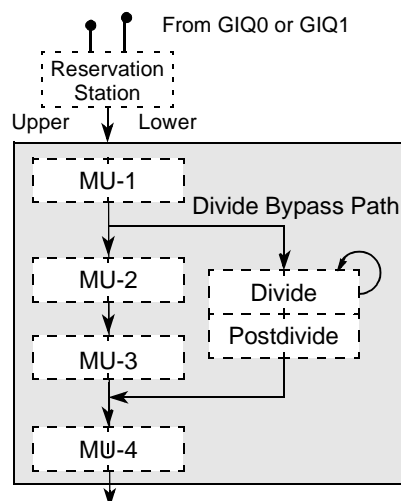 From GIQ0 or GIQ1
Reservation
Station
Upper Lower
MU-1
Divide Bypass Path
MU-2
Divide
Postdivide
MU-3
MU-4